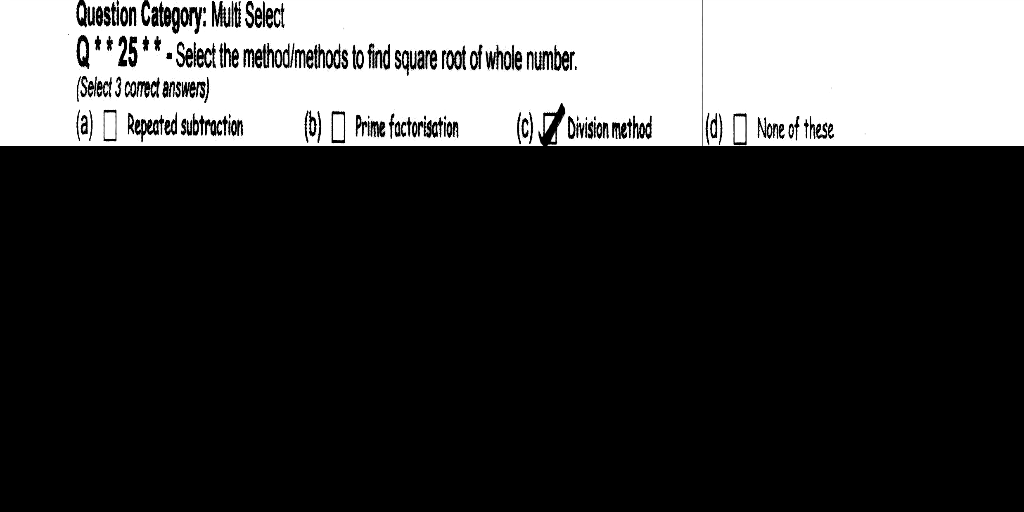 Question Category: Multi Select
Q * * 25 * * - Select the method/methods to find square root of whole number.
(Select 3 correct answers)
(a) ☐ Repeated subtraction (b) ☐ Prime factorisation (c) ☑ Division method (d) ☐ None of these